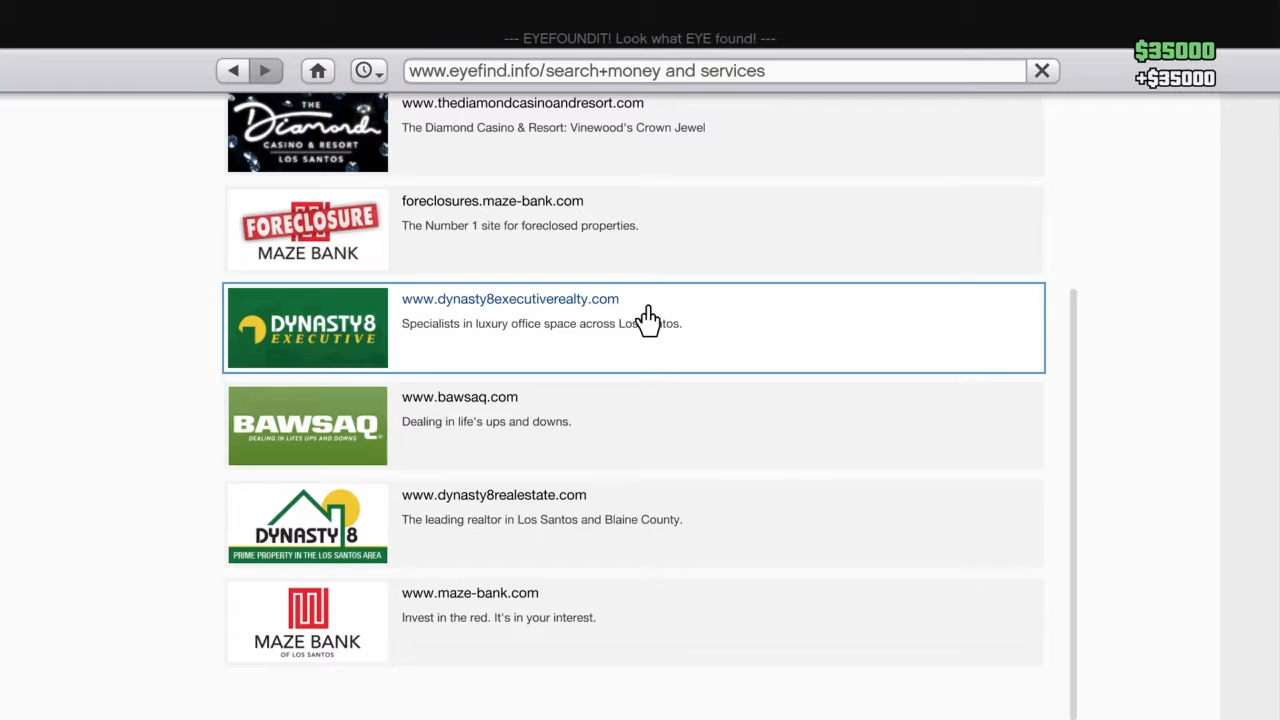 --- EYEFOUNDIT! Look what EYE found! ---
$35000
www.eyefind.info/search+money and services
+$35000
THE
Diamond
CASINO & RESORT
LOS SANTOS
www.thediamondcasinoandresort.com
The Diamond Casino & Resort: Vinewood's Crown Jewel
FORECLOSURE
MAZE BANK
foreclosures.maze-bank.com
The Number 1 site for foreclosed properties.
DYNASTY8
EXECUTIVE
www.dynasty8executiverealty.com
Specialists in luxury office space across Los tos.
BAWSAQ
DEALING IN LIFES UPS AND DOWNS
www.bawsaq.com
Dealing in life's ups and downs.
DYNASTY 8
PRIME PROPERTY IN THE LOS SANTOS AREA
www.dynasty8realestate.com
The leading realtor in Los Santos and Blaine County.
MAZE BANK
OF LOS SANTOS
www.maze-bank.com
Invest in the red. It's in your interest.